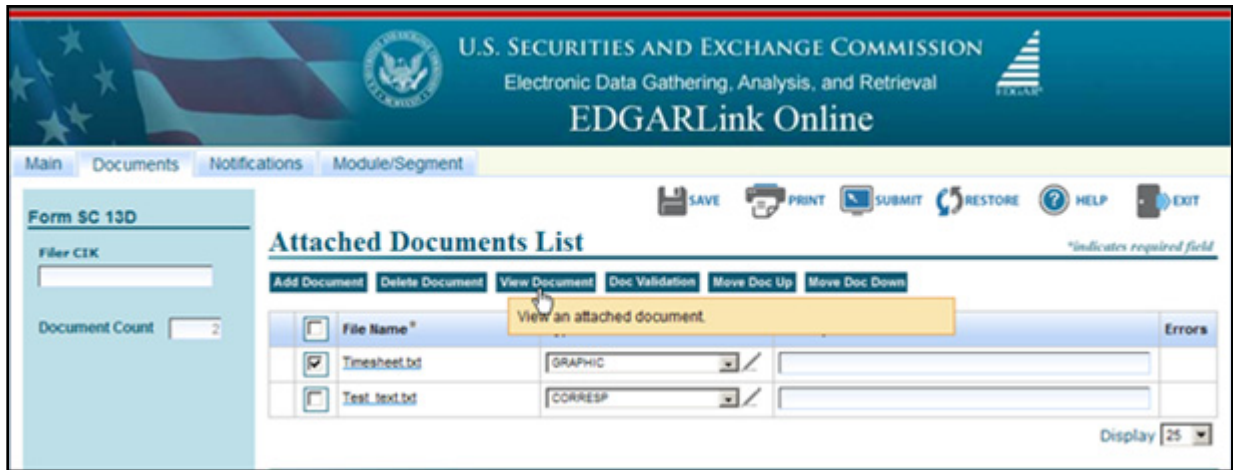 U.S. SECURITIES AND EXCHANGE COMMISSION
Electronic Data Gathering, Analysis, and Retrieval
EDGAR®
EDGARLink Online
Main Documents Notifications Module/Segment
SAVE PRINT SUBMIT RESTORE HELP EXIT
Form SC 13D
Attached Documents List
*indicates required field
Filer CIK
Add Document Delete Document View Document Doc Validation Move Doc Up Move Doc Down
View an attached document.
Document Count 2
File Name* Errors
Timesheet.txt GRAPHIC
Test_text.txt CORRESP
Display 25